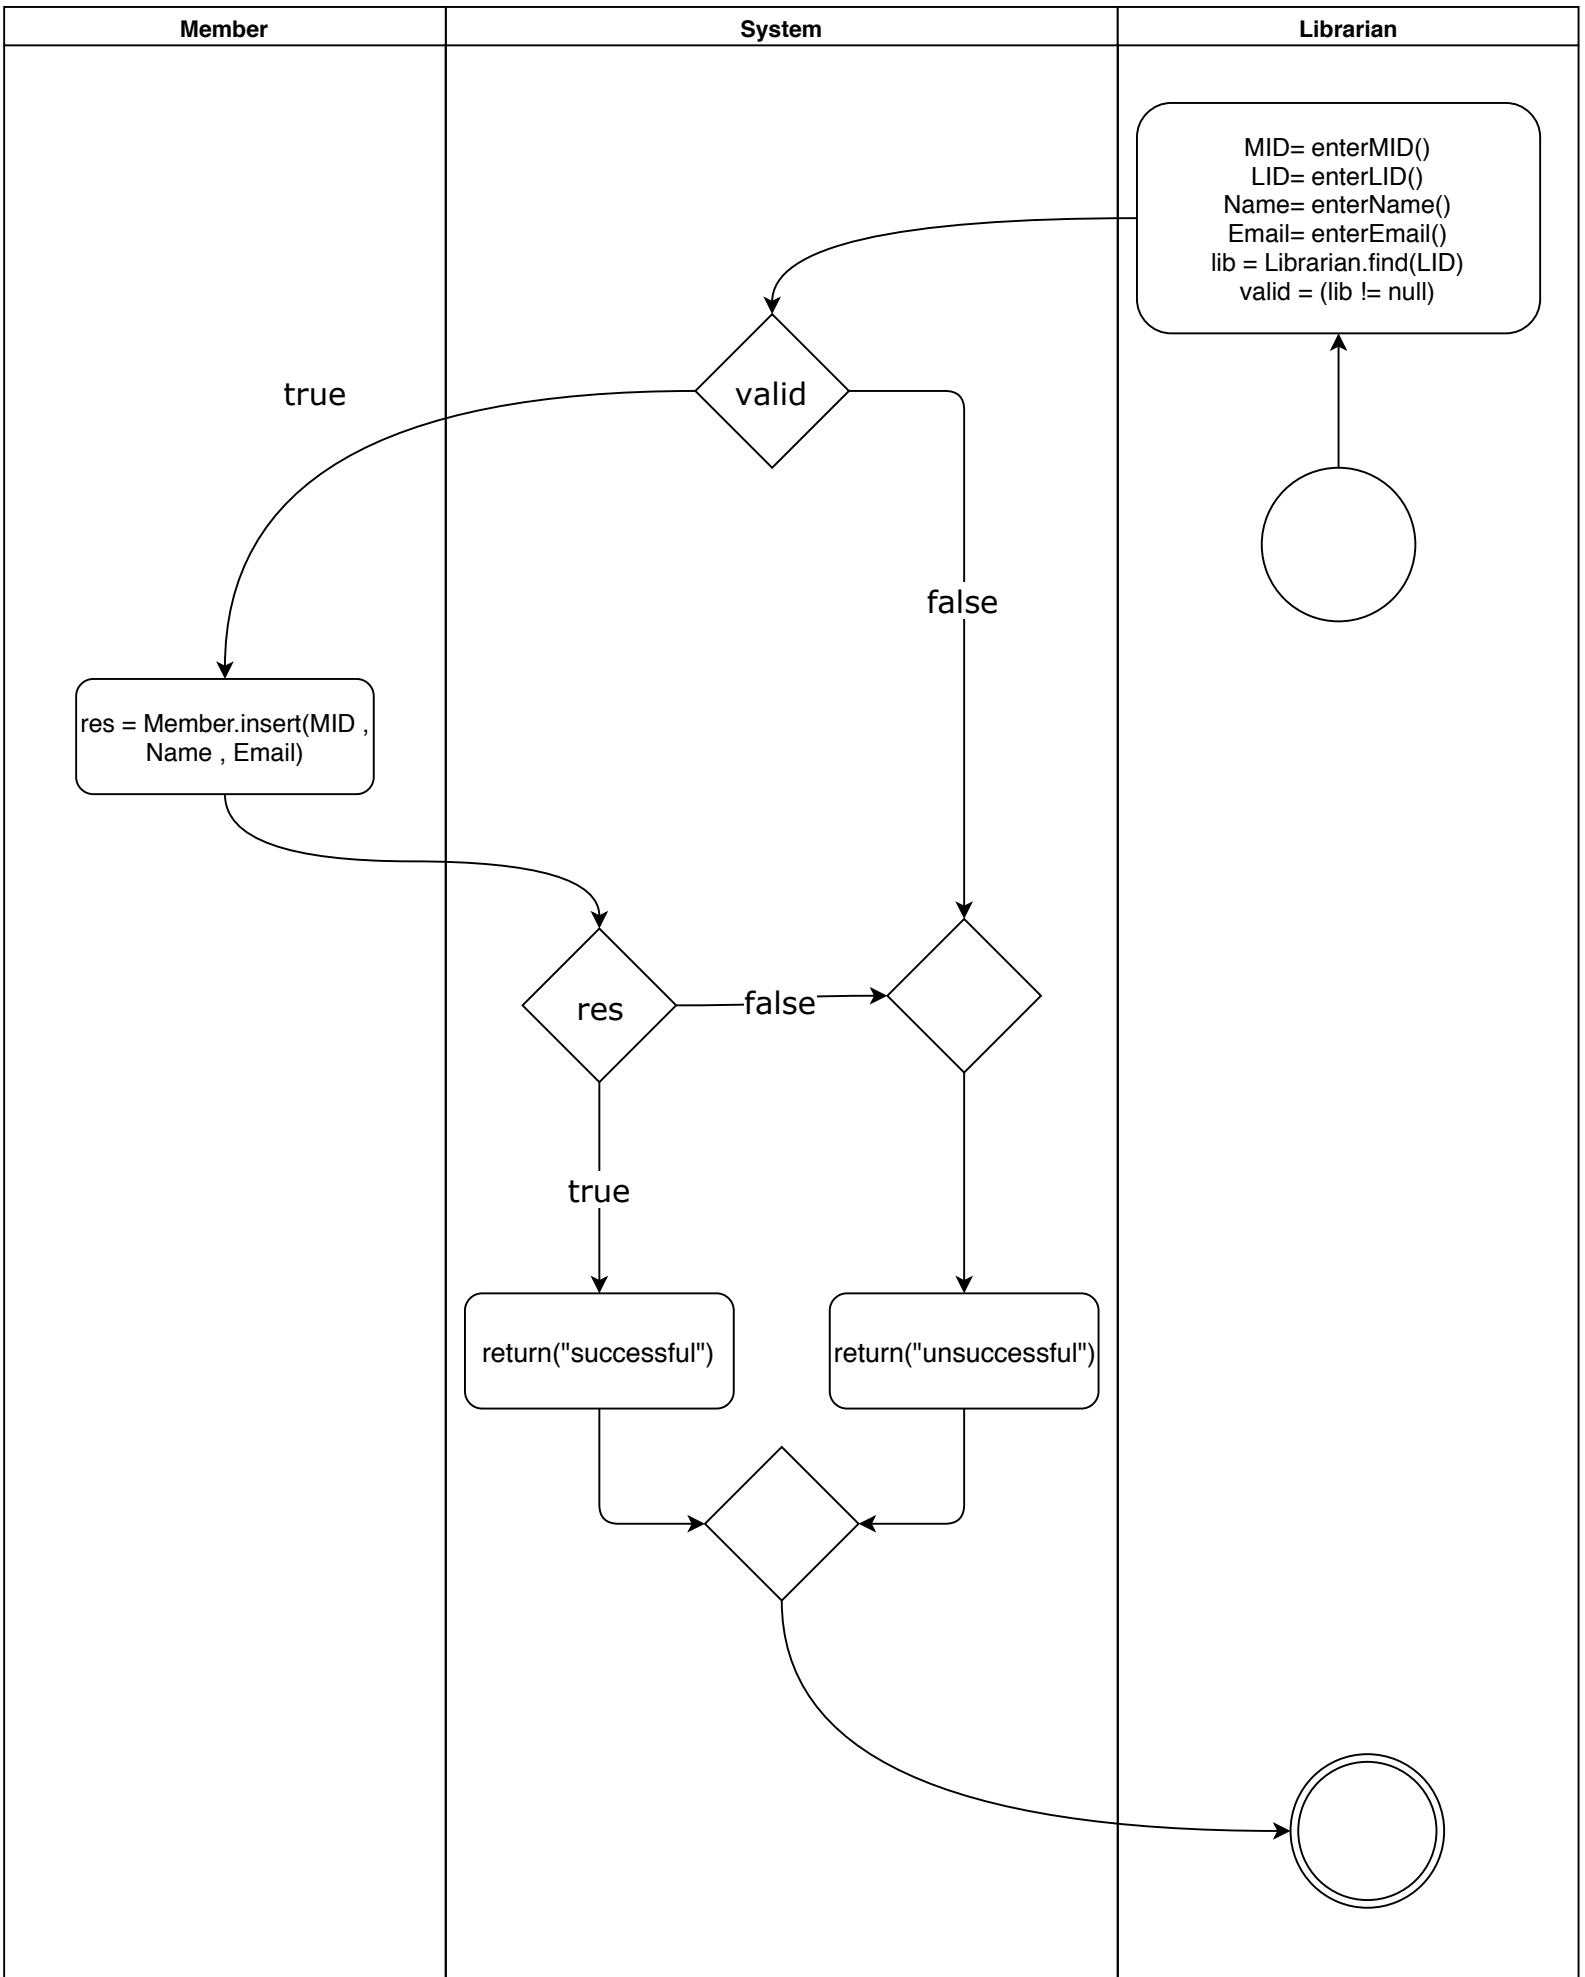 Member
System
Librarian
MID= enterMID()
LID= enterLID()
Name= enterName()
Email= enterEmail()
lib = Librarian.find(LID)
valid = (lib != null)
true
valid
false
res = Member.insert(MID ,
Name , Email)
res
false
true
return("successful")
return("unsuccessful")